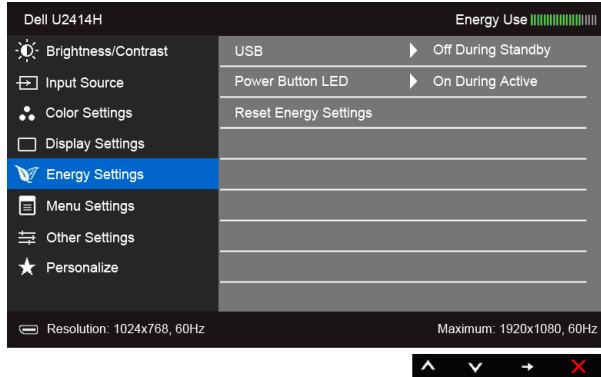 Dell U2414H Energy Use
Brightness/Contrast USB Off During Standby
Input Source Power Button LED On During Active
Color Settings Reset Energy Settings
Display Settings
Energy Settings
Menu Settings
Other Settings
Personalize
Resolution: 1024x768, 60Hz Maximum: 1920x1080, 60Hz